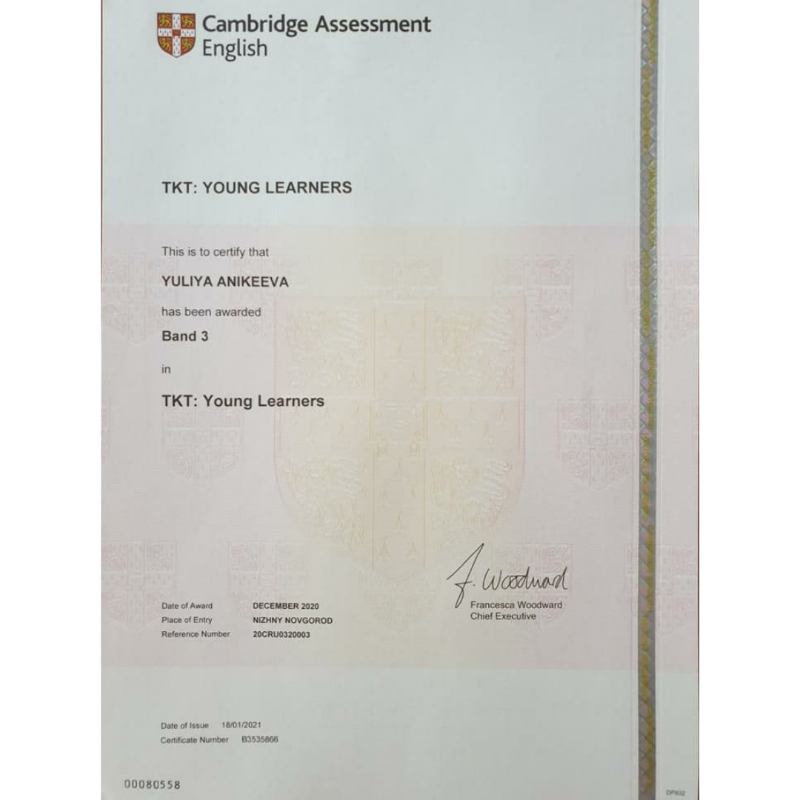 Cambridge Assessment
English
TKT: YOUNG LEARNERS
This is to certify that
YULIYA ANIKEEVA
has been awarded
Band 3
in
TKT: Young Learners
F. Woodward
Francesca Woodward
Chief Executive
Date of Award DECEMBER 2020
Place of Entry NIZHNY NOVGOROD
Reference Number 20CRU0320003
Date of Issue 18/01/2021
Certificate Number B3535866
00080558